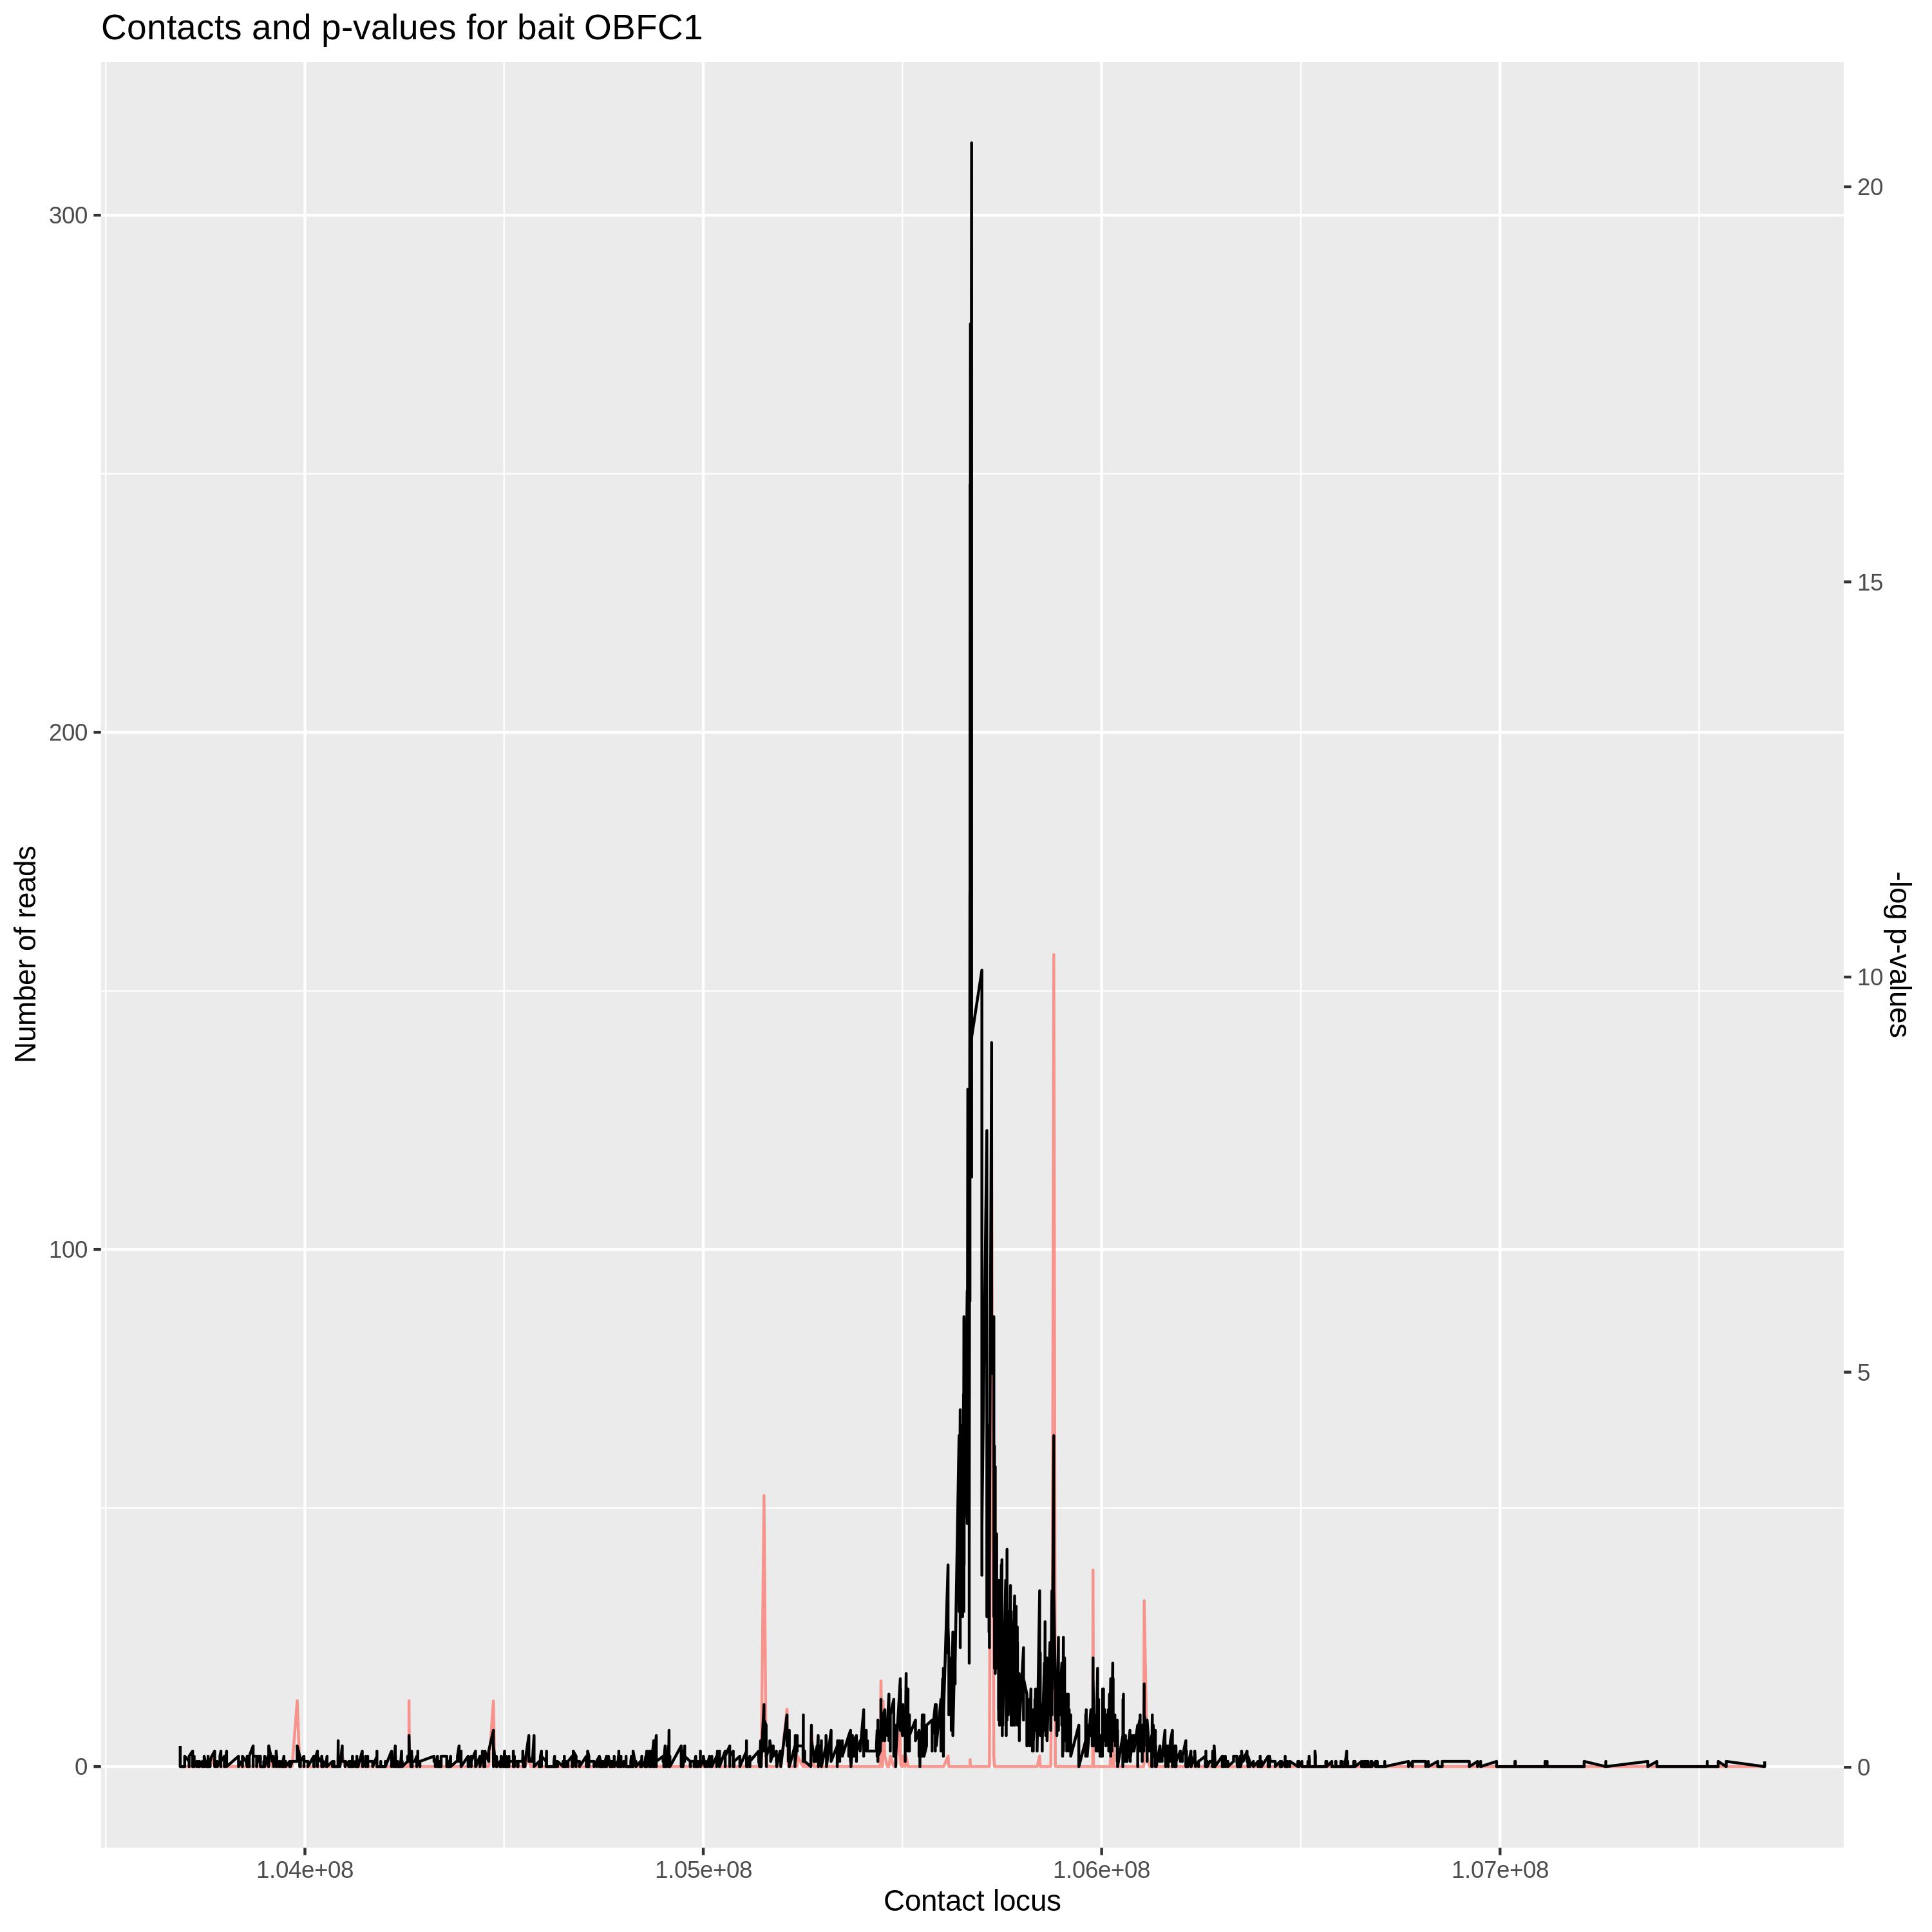 Contacts and p-values for bait OBFC1
300
200
100
0
Number of reads
20
15
10
5
0
-log p-values
1.04e+08
1.05e+08
1.06e+08
1.07e+08
Contact locus